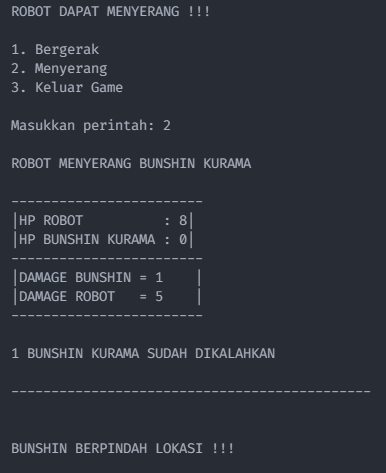 ROBOT DAPAT MENYERANG !!!
1. Bergerak
2. Menyerang
3. Keluar Game
Masukkan perintah: 2
ROBOT MENYERANG BUNSHIN KURAMA
------------------------
|HP ROBOT          : 8|
|HP BUNSHIN KURAMA : 0|
------------------------
|DAMAGE BUNSHIN = 1    |
|DAMAGE ROBOT   = 5    |
------------------------
1 BUNSHIN KURAMA SUDAH DIKALAHKAN
---------------------------------------------
BUNSHIN BERPINDAH LOKASI !!!